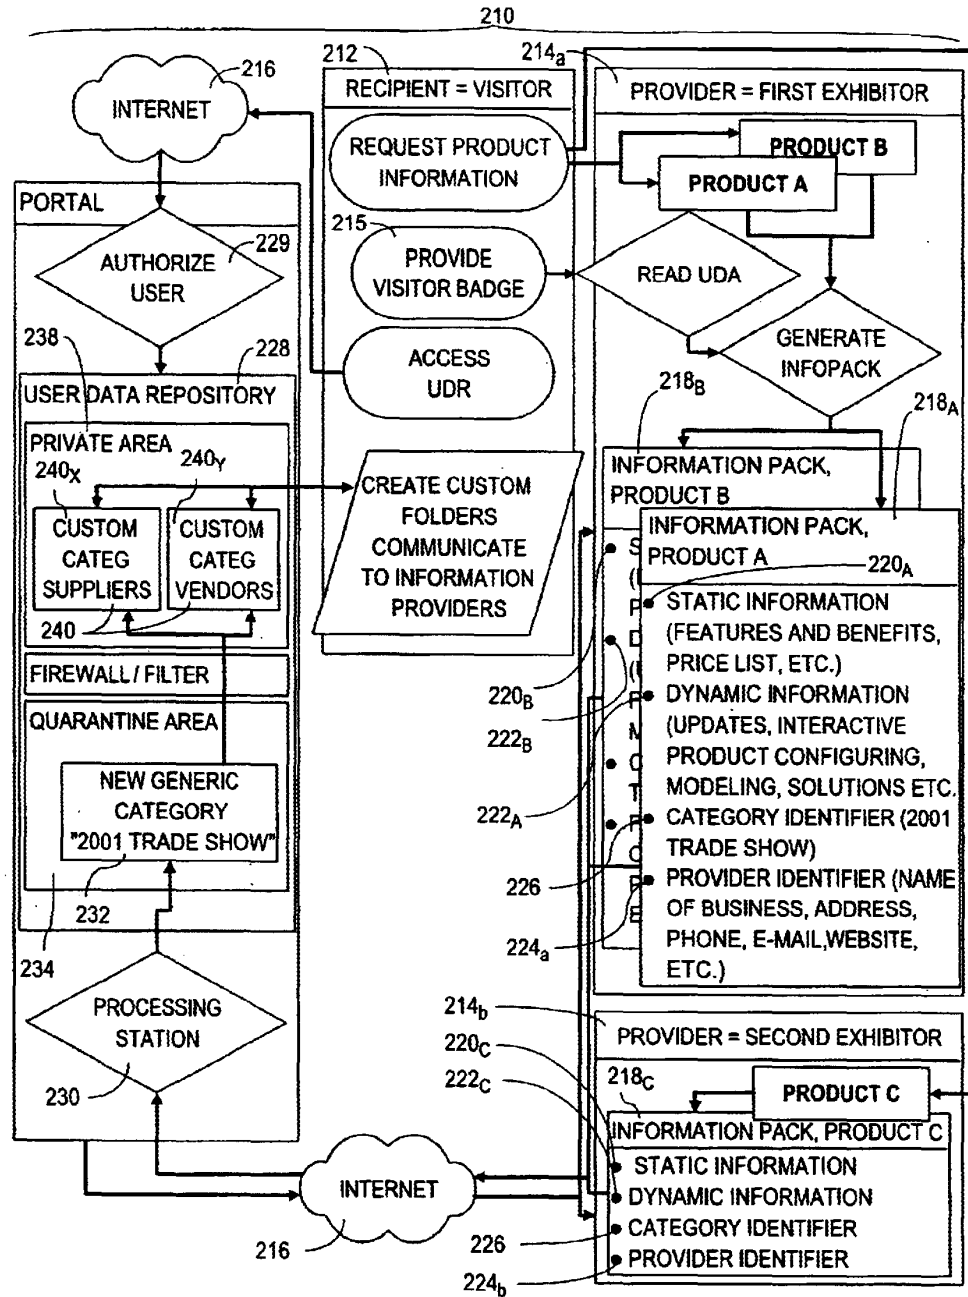 210
216
INTERNET
212
RECIPIENT = VISITOR
214a
PROVIDER = FIRST EXHIBITOR
REQUEST PRODUCT
INFORMATION
PRODUCT B
PRODUCT A
PORTAL
229
AUTHORIZE
USER
215
PROVIDE
VISITOR BADGE
READ UDA
GENERATE
INFOPACK
ACCESS
UDR
238
228
USER DATA REPOSITORY
PRIVATE AREA
240X
240Y
CUSTOM
CATEG
SUPPLIERS
CUSTOM
CATEG
VENDORS
240
CREATE CUSTOM
FOLDERS
COMMUNICATE
TO INFORMATION
PROVIDERS
FIREWALL / FILTER
QUARANTINE AREA
NEW GENERIC
CATEGORY
"2001 TRADE SHOW"
232
234
PROCESSING
STATION
230
218B
218A
INFORMATION PACK,
PRODUCT B
S
(
P
D
(
P
M
C
T
P
C
P
E
INFORMATION PACK,
PRODUCT A
220A
STATIC INFORMATION
(FEATURES AND BENEFITS,
PRICE LIST, ETC.)
DYNAMIC INFORMATION
(UPDATES, INTERACTIVE
PRODUCT CONFIGURING,
MODELING, SOLUTIONS ETC.
CATEGORY IDENTIFIER (2001
TRADE SHOW)
PROVIDER IDENTIFIER (NAME
OF BUSINESS, ADDRESS,
PHONE, E-MAIL,WEBSITE,
ETC.)
220B
222B
222A
226
224a
214b
PROVIDER = SECOND EXHIBITOR
220C
222C
218C
PRODUCT C
INFORMATION PACK, PRODUCT C
STATIC INFORMATION
DYNAMIC INFORMATION
CATEGORY IDENTIFIER
PROVIDER IDENTIFIER
226
224b
INTERNET
216